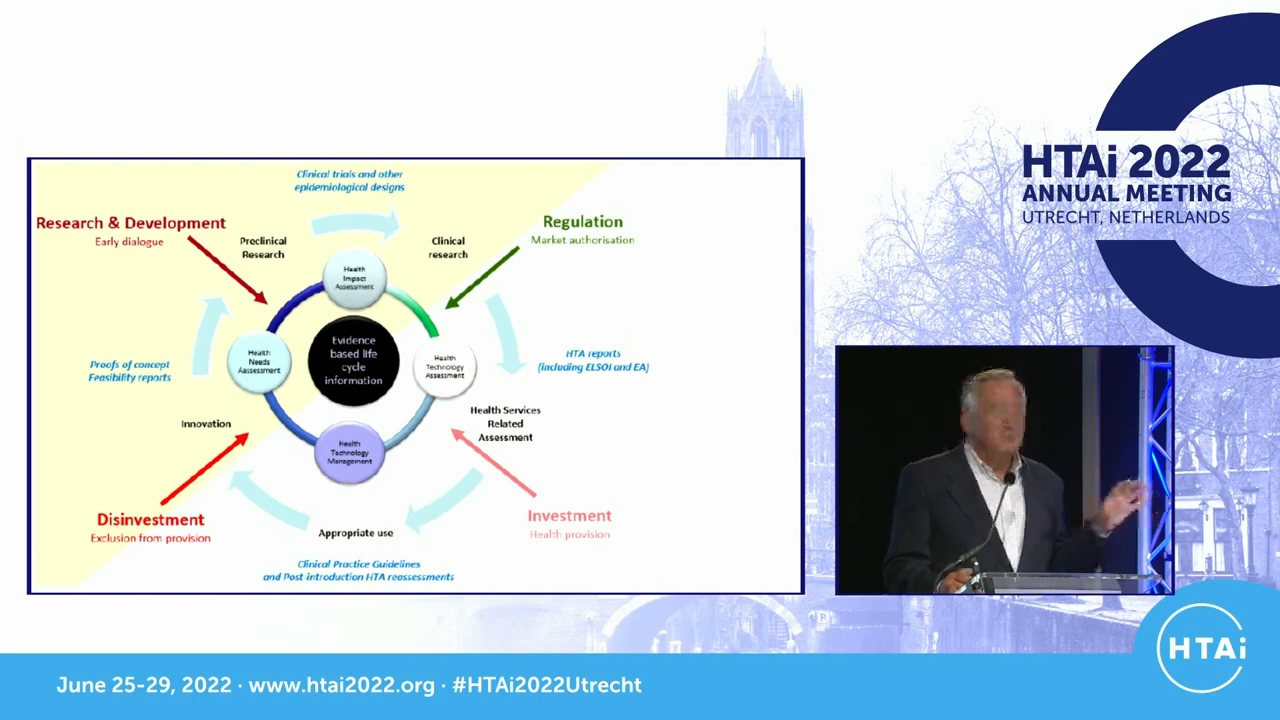 HTAi 2022
ANNUAL MEETING
UTRECHT, NETHERLANDS
Clinical trials and other
epidemiological designs
Research & Development
Early dialogue
Preclinical
Research
Clinical
research
Regulation
Market authorisation
Health
Impact
Assessment
Evidence
based life
cycle
information
Health
Needs
Assessment
Health
Technology
Assessment
Proofs of concept
Feasibility reports
HTA reports
(including ELSOI and EA)
Innovation
Health Services
Related
Assessment
Health
Technology
Management
Disinvestment
Exclusion from provision
Appropriate use
Investment
Health provision
Clinical Practice Guidelines
and Post-introduction HTA reassessments
HTAi
June 25-29, 2022 · www.htai2022.org · #HTAi2022Utrecht